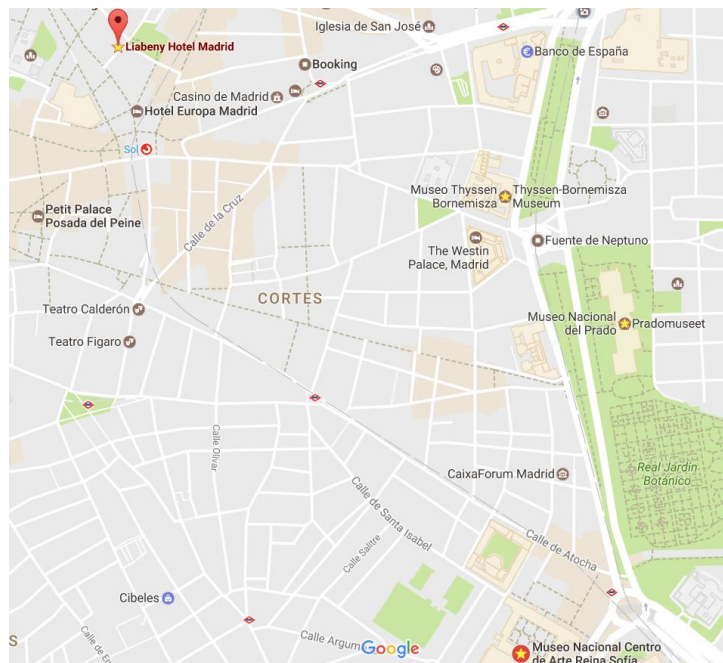 Iglesia de San José
Liabeny Hotel Madrid
Banco de España
Booking
Casino de Madrid
Hotel Europa Madrid
Sol
Museo Thyssen
Bornemisza
Thyssen-Bornemisza
Museum
Petit Palace
Posada del Peine
Calle de la Cruz
Fuente de Neptuno
The Westin
Palace, Madrid
CORTES
Teatro Calderón
Museo Nacional
del Prado
Pradomuseet
Teatro Figaro
Calle Olivar
CaixaForum Madrid
Real Jardín
Botánico
Calle de Santa Isabel
Calle de Atocha
Calle Salitre
Cibeles
S
Calle de Er
Calle Argum
Google
Museo Nacional Centro
de Arte Reina Sofía